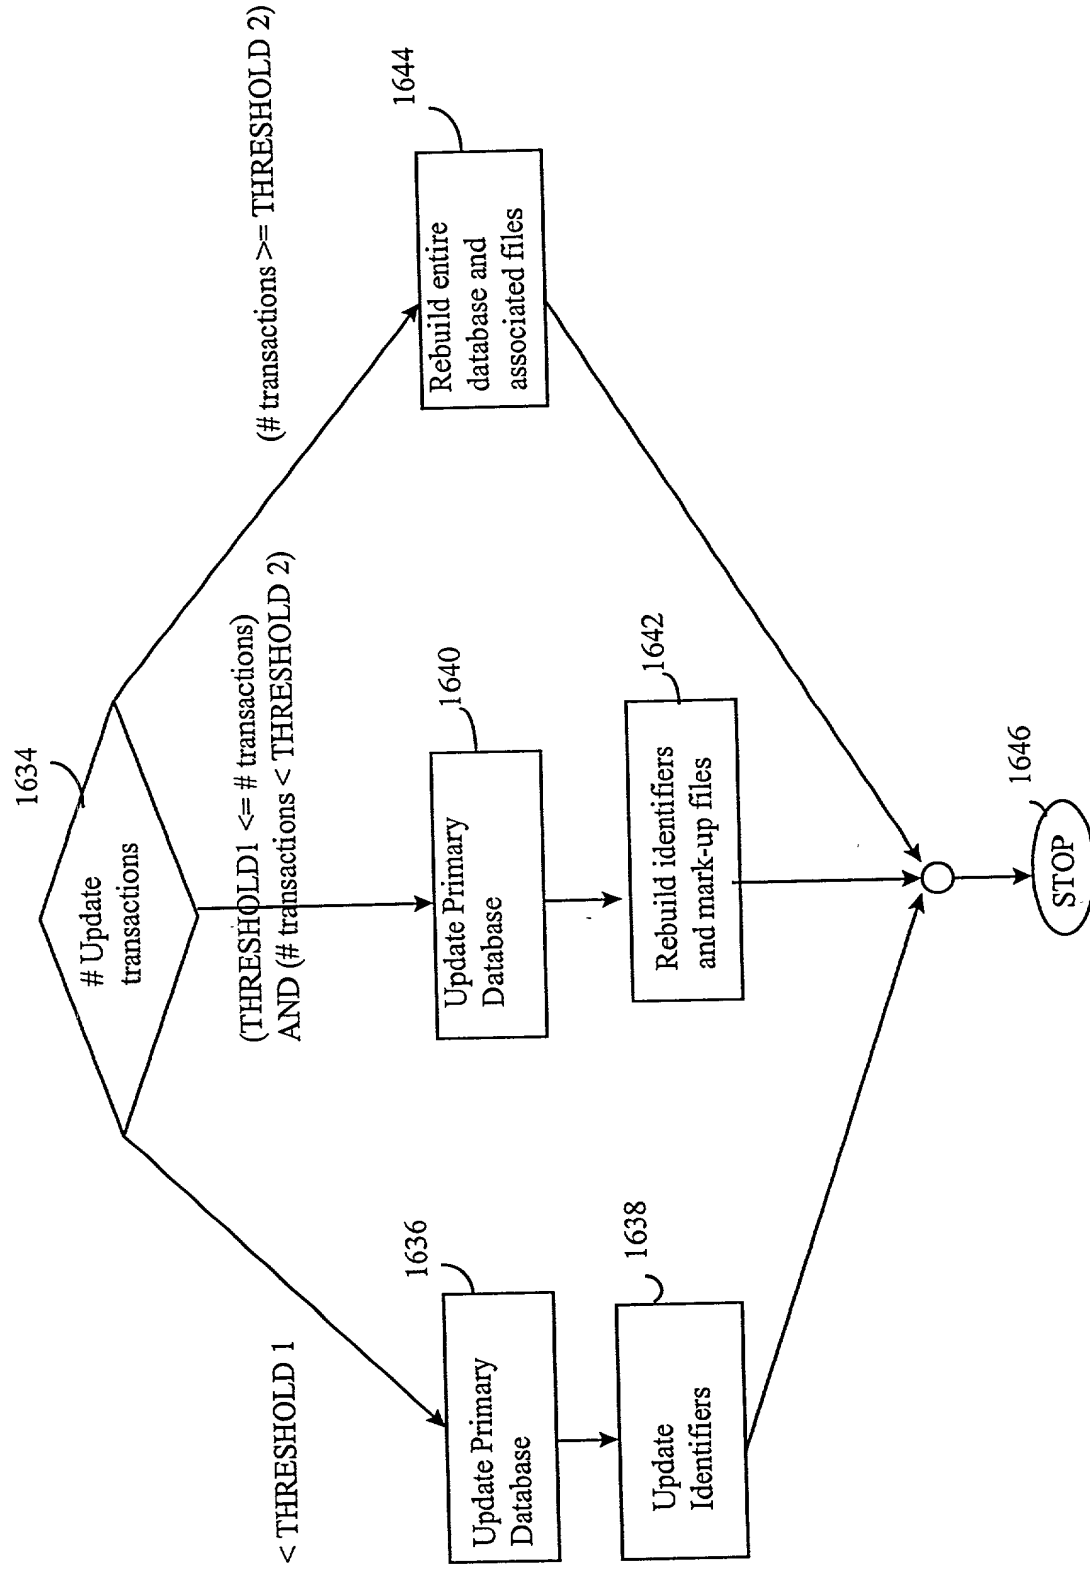 1634
# Update
transactions
< THRESHOLD 1
(THRESHOLD1 <= # transactions)
AND (# transactions < THRESHOLD 2)
(# transactions >= THRESHOLD 2)
1636
Update Primary
Database
1640
Update Primary
Database
1644
Rebuild entire
database and
associated files
1638
Update
Identifiers
1642
Rebuild identifiers
and mark-up files
1646
STOP